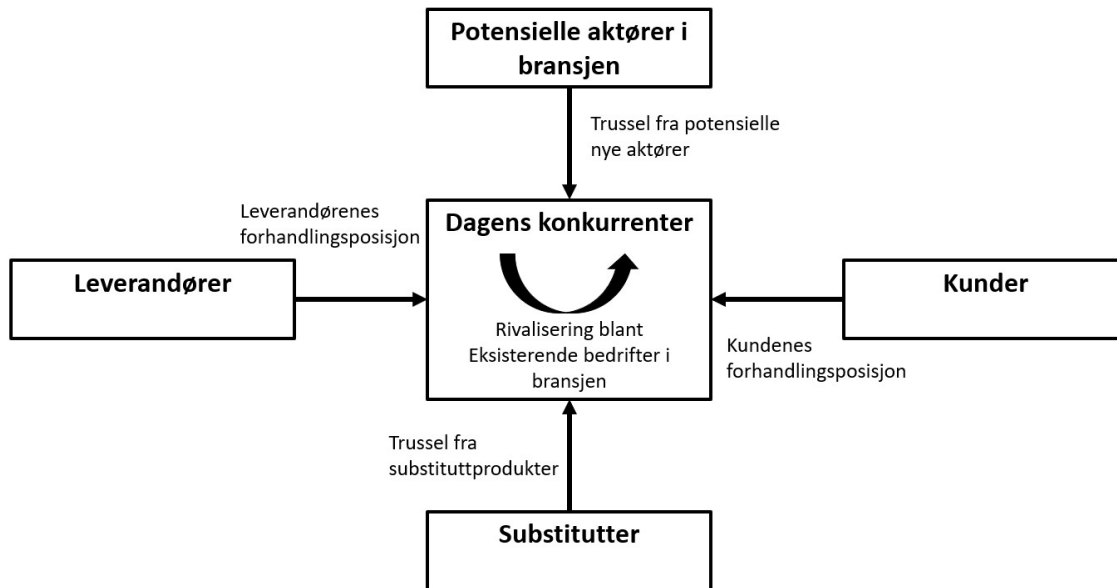 Potensielle aktører i
bransjen
Trussel fra potensielle
nye aktører
Leverandørenes
forhandlingsposisjon
Leverandører
Dagens konkurrenter
Rivalisering blant
Eksisterende bedrifter i
bransjen
Kunder
Kundenes
forhandlingsposisjon
Trussel fra
substituttprodukter
Substitutter